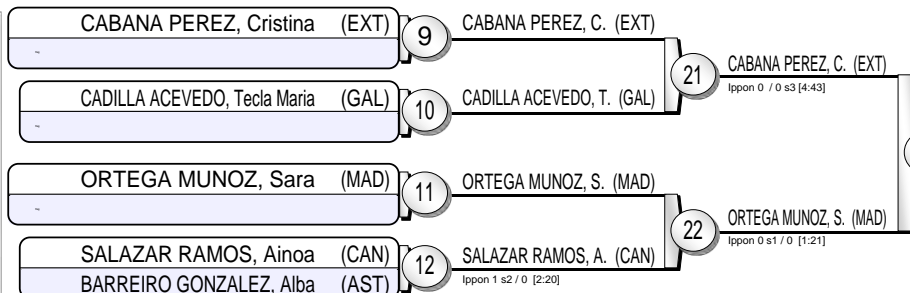 CABANA PEREZ, Cristina (EXT)
-
9
CABANA PEREZ, C. (EXT)
CADILLA ACEVEDO, Tecla Maria (GAL)
-
10
CADILLA ACEVEDO, T. (GAL)
21
CABANA PEREZ, C. (EXT)
Ippon 0 / 0 s3 [4:43]
ORTEGA MUNOZ, Sara (MAD)
-
11
ORTEGA MUNOZ, S. (MAD)
SALAZAR RAMOS, Ainoa (CAN)
BARREIRO GONZALEZ, Alba (AST)
12
SALAZAR RAMOS, A. (CAN)
Ippon 1 s2 / 0 [2:20]
22
ORTEGA MUNOZ, S. (MAD)
Ippon 0 s1 / 0 [1:21]